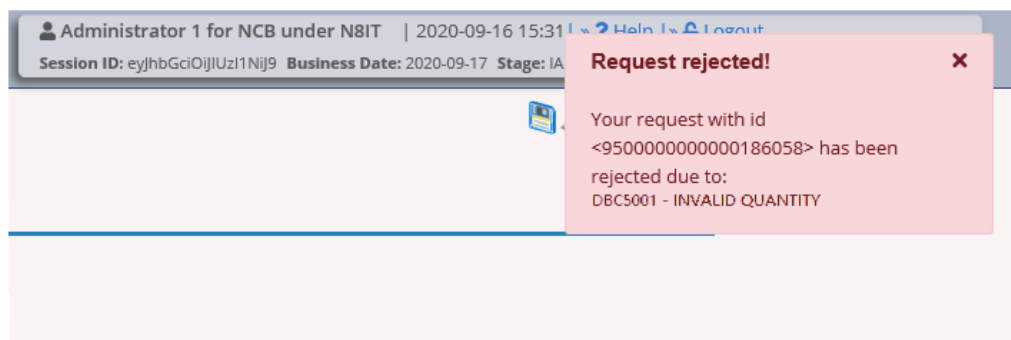 Administrator 1 for NCB under N8IT | 2020-09-16 15:31 | » ? Help | » Logout
Session ID: eyJhbGciOiJIUzI1NiJ9 Business Date: 2020-09-17 Stage: IA
Request rejected!
Your request with id
<9500000000000186058> has been
rejected due to:
DBC5001 - INVALID QUANTITY